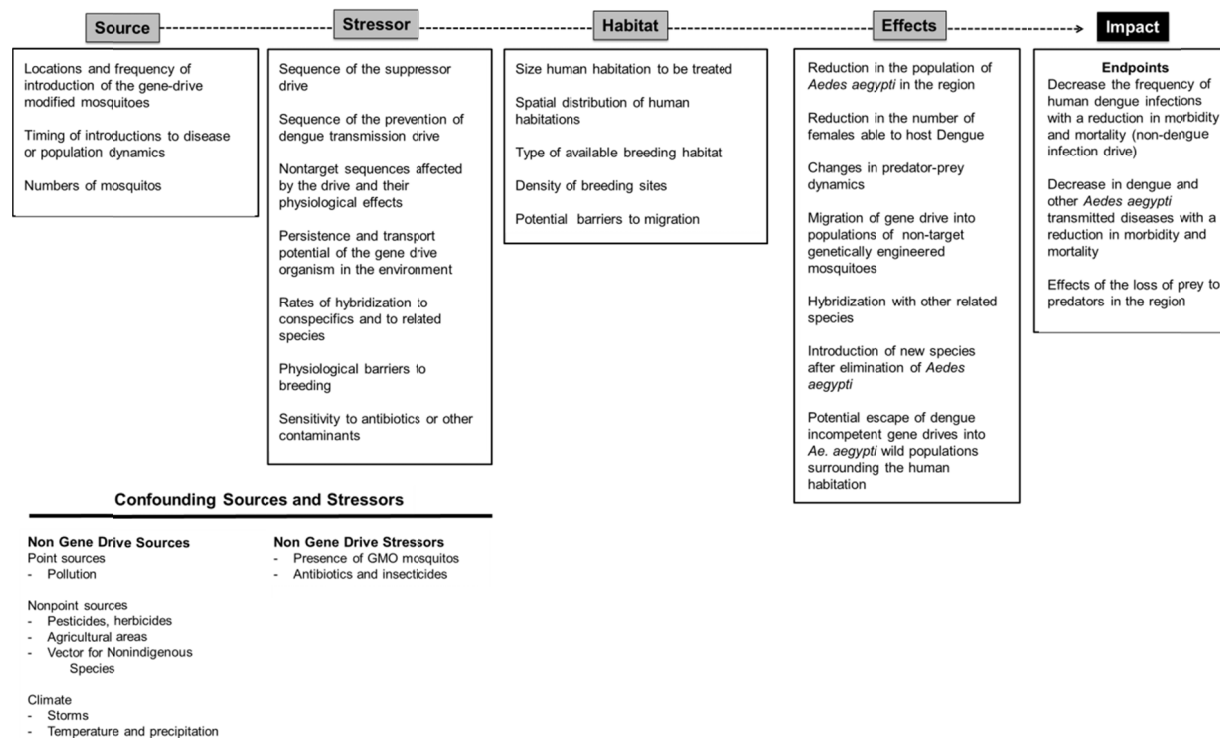 Source
Stressor
Habitat
Effects
Impact
Locations and frequency of
introduction of the gene-drive
modified mosquitoes
Timing of introductions to disease
or population dynamics
Numbers of mosquitos
Sequence of the suppressor
drive
Sequence of the prevention of
dengue transmission drive
Nontarget sequences affected
by the drive and their
physiological effects
Persistence and transport
potential of the gene drive
organism in the environment
Rates of hybridization to
conspecifics and to related
species
Physiological barriers to
breeding
Sensitivity to antibiotics or other
contaminants
Size human habitation to be treated
Spatial distribution of human
habitations
Type of available breeding habitat
Density of breeding sites
Potential barriers to migration
Reduction in the population of
Aedes aegypti in the region
Reduction in the number of
females able to host Dengue
Changes in predator-prey
dynamics
Migration of gene drive into
populations of non-target
genetically engineered
mosquitoes
Hybridization with other related
species
Introduction of new species
after elimination of Aedes
aegypti
Potential escape of dengue
incompetent gene drives into
Ae. aegypti wild populations
surrounding the human
habitation
Endpoints
Decrease the frequency of
human dengue infections
with a reduction in morbidity
and mortality (non-dengue
infection drive)
Decrease in dengue and
other Aedes aegypti
transmitted diseases with a
reduction in morbidity and
mortality
Effects of the loss of prey to
predators in the region
Confounding Sources and Stressors
Non Gene Drive Sources
Point sources
- Pollution
Nonpoint sources
- Pesticides, herbicides
- Agricultural areas
- Vector for Nonindigenous
Species
Climate
- Storms
- Temperature and precipitation
Non Gene Drive Stressors
- Presence of GMO mosquitos
- Antibiotics and insecticides